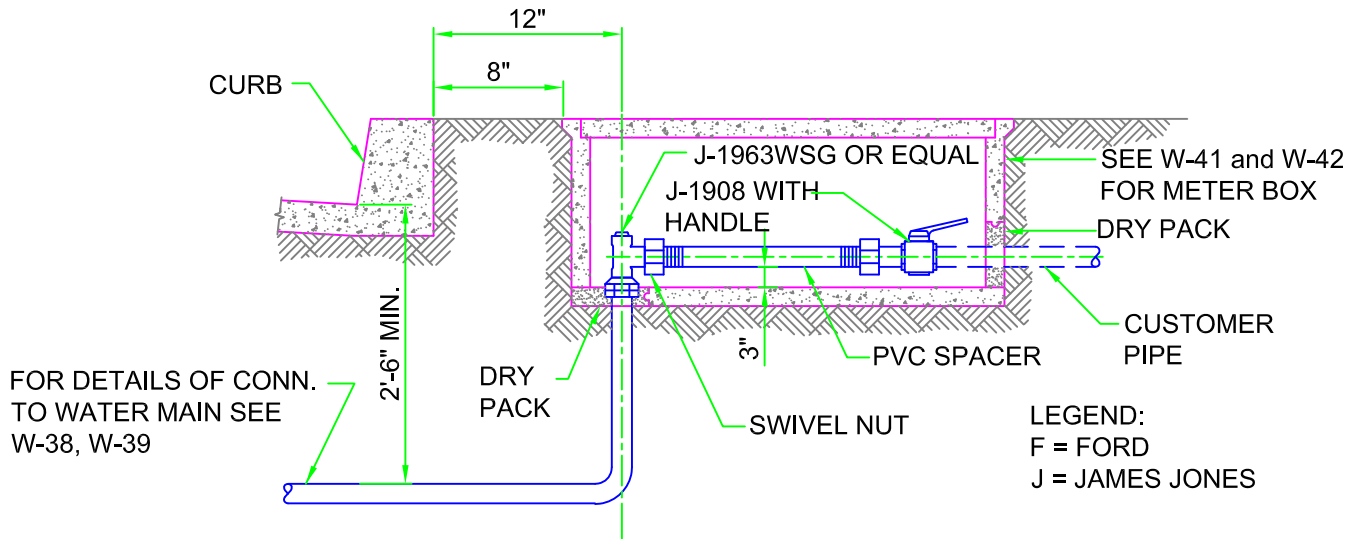 12"
8"
CURB
J-1963WSG OR EQUAL
J-1908 WITH
HANDLE
SEE W-41 and W-42
FOR METER BOX
DRY PACK
2'-6" MIN.
3"
CUSTOMER
PIPE
PVC SPACER
DRY
PACK
SWIVEL NUT
FOR DETAILS OF CONN.
TO WATER MAIN SEE
W-38, W-39
LEGEND:
F = FORD
J = JAMES JONES